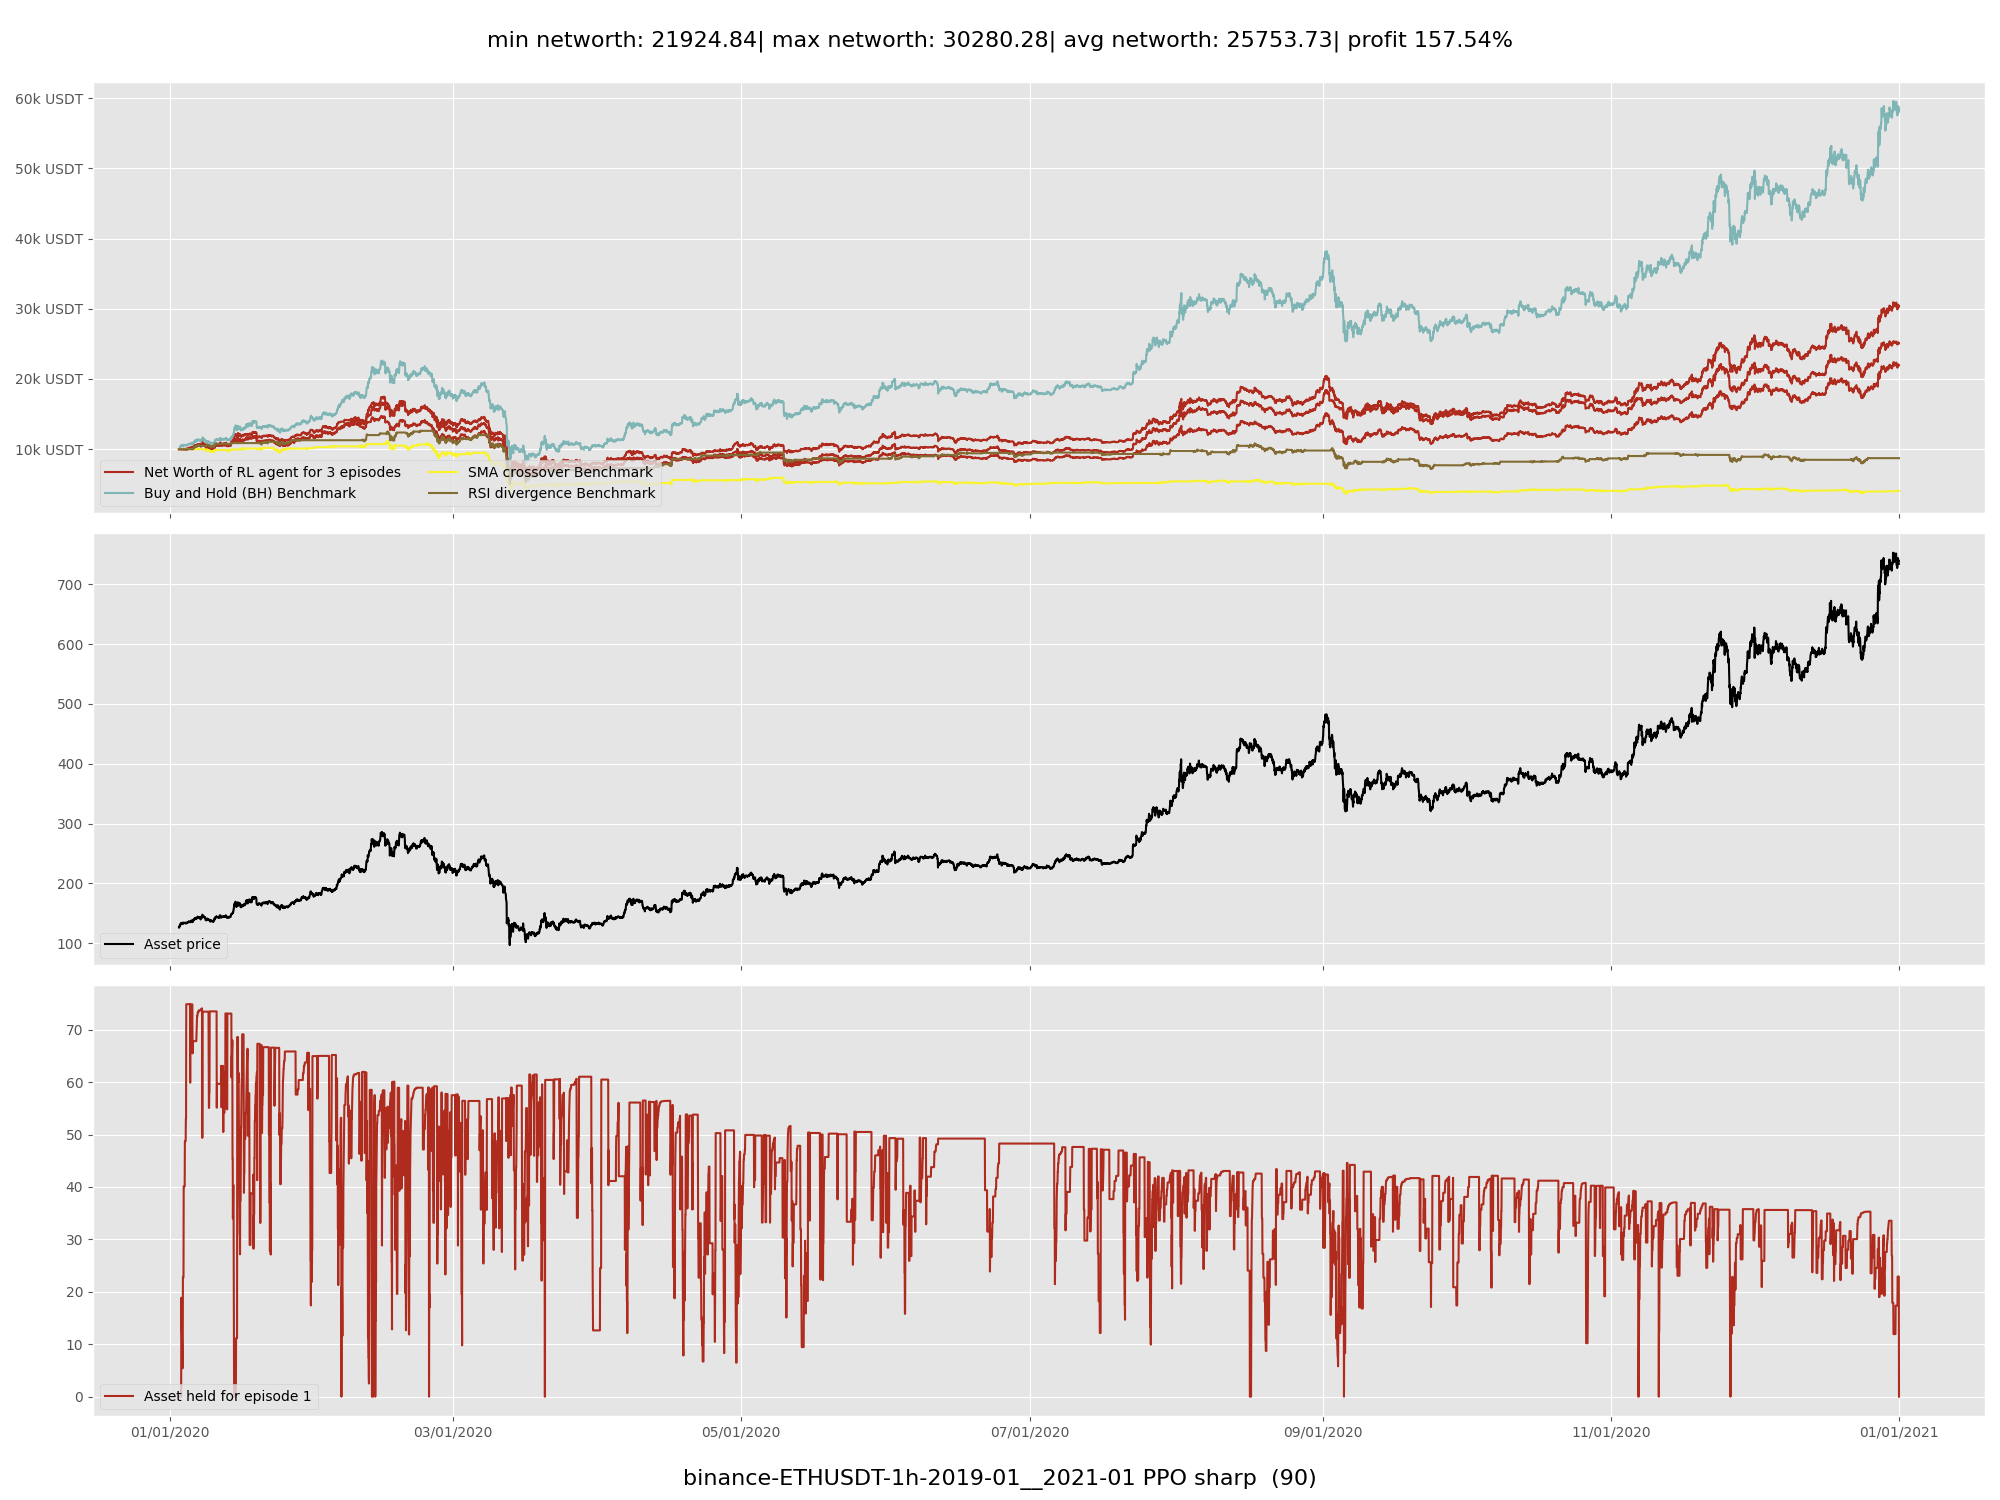 min networth: 21924.84| max networth: 30280.28| avg networth: 25753.73| profit 157.54%
60k USDT
50k USDT
40k USDT
30k USDT
20k USDT
10k USDT
Net Worth of RL agent for 3 episodes SMA crossover Benchmark
Buy and Hold (BH) Benchmark RSI divergence Benchmark
700
600
500
400
300
200
100
Asset price
70
60
50
40
30
20
10
0
Asset held for episode 1
01/01/2020 03/01/2020 05/01/2020 07/01/2020 09/01/2020 11/01/2020 01/01/2021
binance-ETHUSDT-1h-2019-01__2021-01 PPO sharp (90)